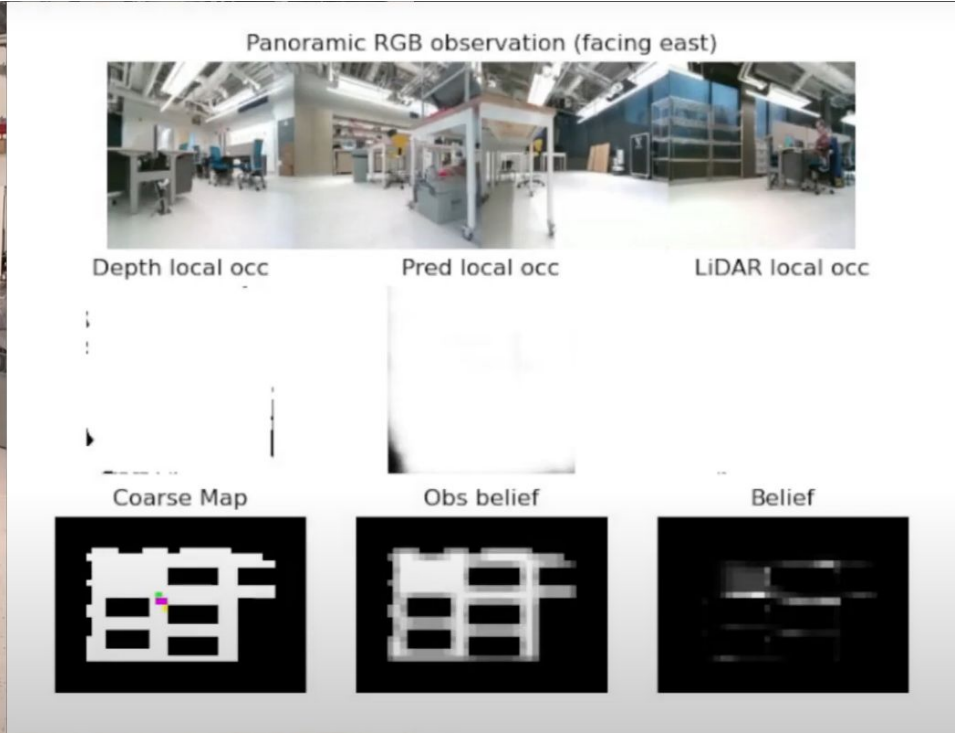 Panoramic RGB observation (facing east)
Depth local occ Pred local occ LiDAR local occ
Coarse Map Obs belief Belief